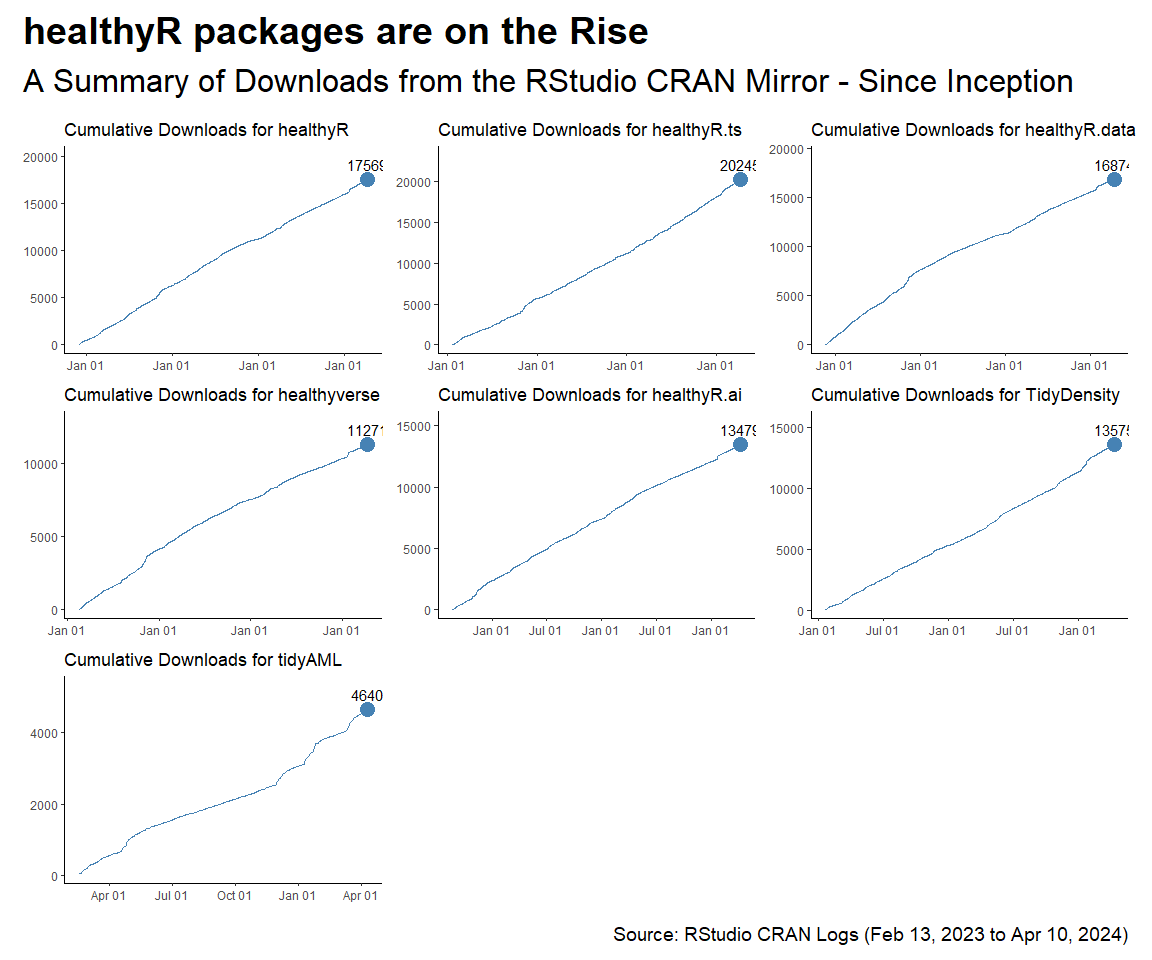 healthyR packages are on the Rise
A Summary of Downloads from the RStudio CRAN Mirror - Since Inception
Cumulative Downloads for healthyR
20000
15000
10000
5000
0
17569
Jan 01 Jan 01 Jan 01 Jan 01
Cumulative Downloads for healthyR.ts
20000
15000
10000
5000
0
20245
Jan 01 Jan 01 Jan 01 Jan 01
Cumulative Downloads for healthyR.data
20000
15000
10000
5000
0
16874
Jan 01 Jan 01 Jan 01 Jan 01
Cumulative Downloads for healthyverse
10000
5000
0
11271
Jan 01 Jan 01 Jan 01 Jan 01
Cumulative Downloads for healthyR.ai
15000
10000
5000
0
13479
Jan 01 Jul 01 Jan 01 Jul 01 Jan 01
Cumulative Downloads for TidyDensity
15000
10000
5000
0
13575
Jan 01 Jul 01 Jan 01 Jul 01 Jan 01
Cumulative Downloads for tidyAML
4000
2000
0
4640
Apr 01 Jul 01 Oct 01 Jan 01 Apr 01
Source: RStudio CRAN Logs (Feb 13, 2023 to Apr 10, 2024)